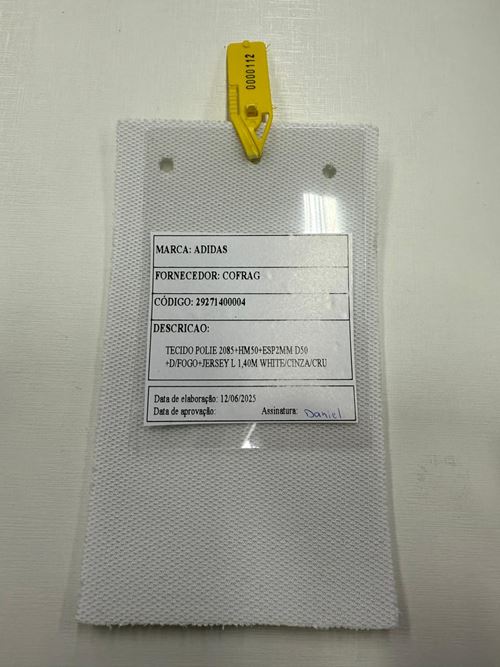 0000112
MARCA: ADIDAS
FORNECEDOR: COFRAG
CÓDIGO: 29271400004
DESCRICAO:
TECIDO POLIE 2085+HM50+ESP2MM D50
+D/FOGO+JERSEY L 1,40M WHITE/CINZA/CRU
Data de elaboração: 12/06/2025
Data de aprovação: Assinatura: Daniel